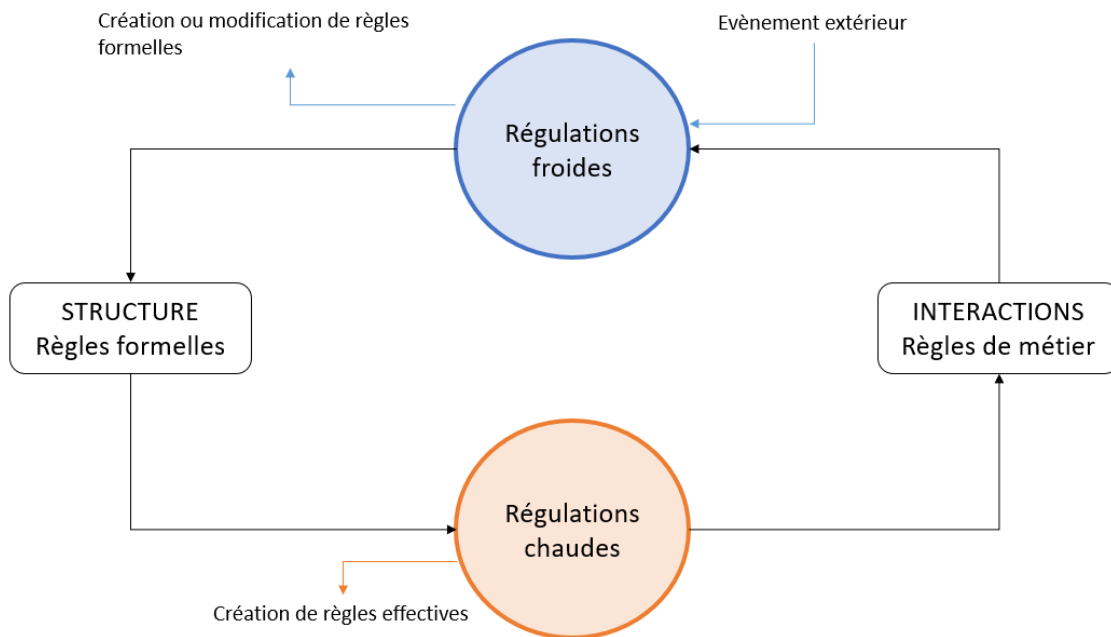 Création ou modification de règles
formelles
Evènement extérieur
Régulations
froides
STRUCTURE
Règles formelles
INTERACTIONS
Règles de métier
Régulations
chaudes
Création de règles effectives